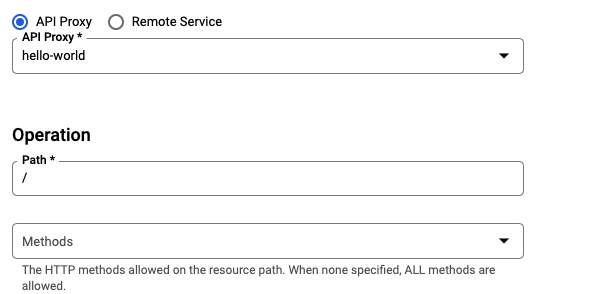 API Proxy Remote Service
API Proxy *
hello-world
Operation
Path *
/
Methods
The HTTP methods allowed on the resource path. When none specified, ALL methods are
allowed.